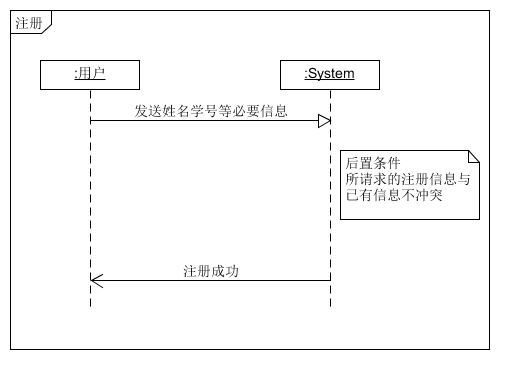 注册
:用户
:System
发送姓名学号等必要信息
后置条件
所请求的注册信息与
已有信息不冲突
注册成功